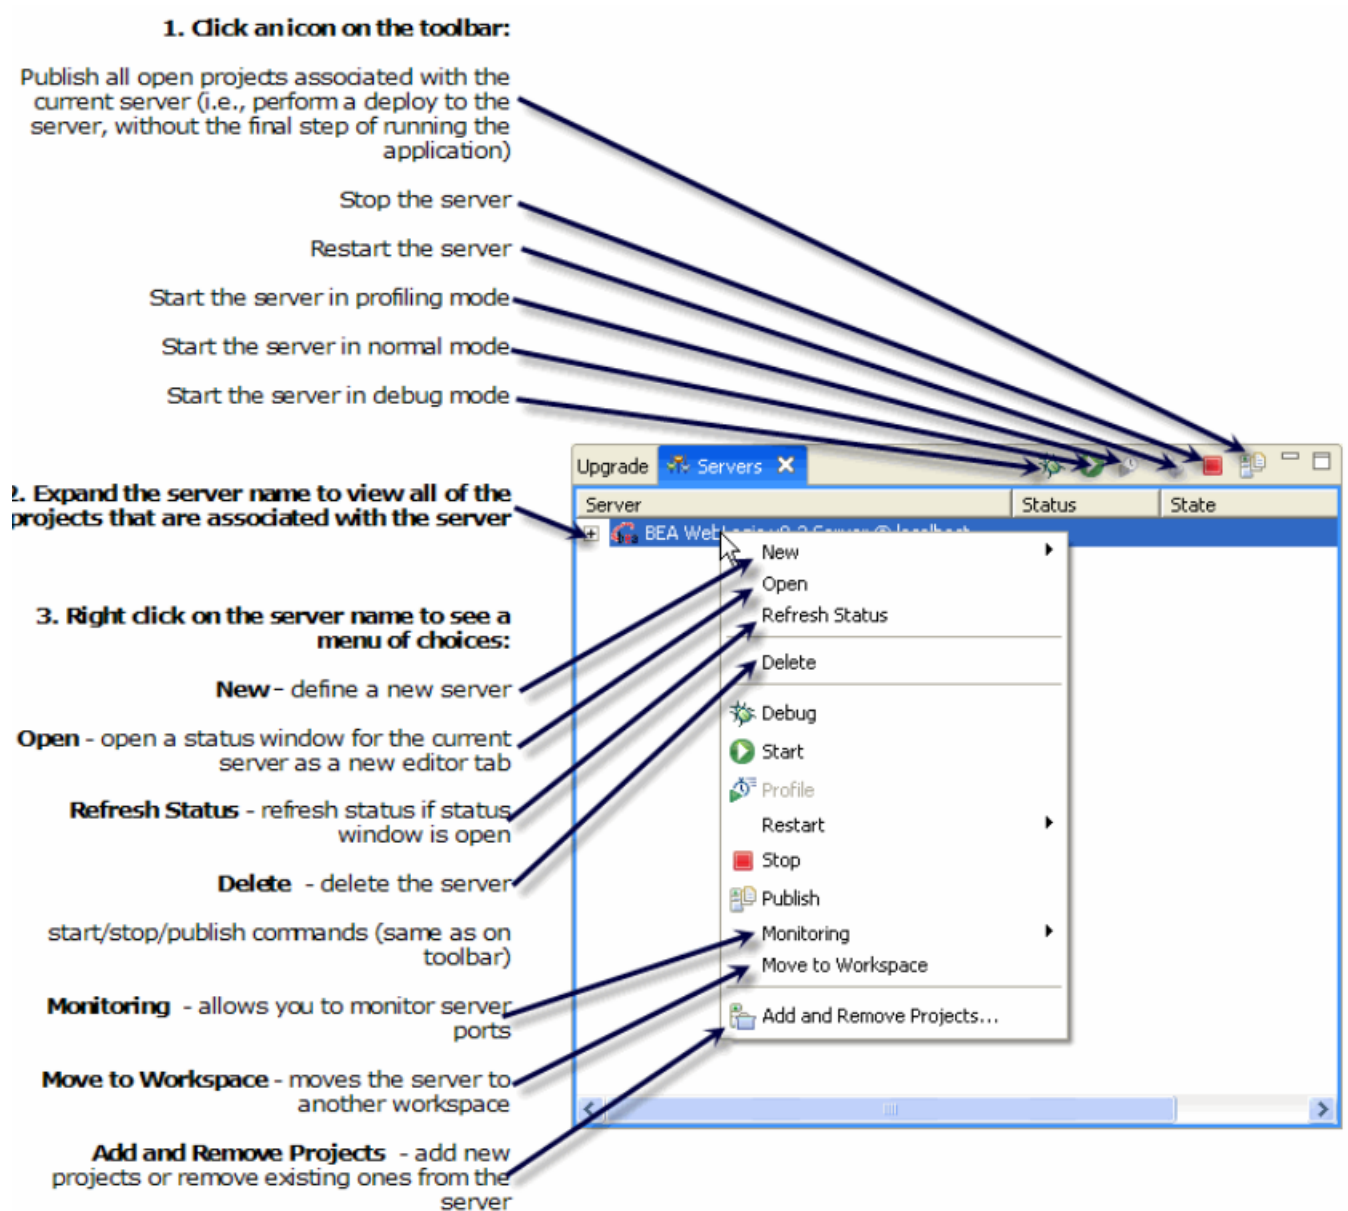 1. Click an icon on the toolbar:
Publish all open projects associated with the
current server (i.e., perform a deploy to the
server, without the final step of running the
application)
Stop the server
Restart the server
Start the server in profiling mode
Start the server in normal mode
Start the server in debug mode
2. Expand the server name to view all of the
projects that are associated with the server
3. Right click on the server name to see a
menu of choices:
New - define a new server
Open - open a status window for the current
server as a new editor tab
Refresh Status - refresh status if status
window is open
Delete - delete the server
start/stop/publish commands (same as on
toolbar)
Monitoring - allows you to monitor server
ports
Move to Workspace - moves the server to
another workspace
Add and Remove Projects - add new
projects or remove existing ones from the
server
Upgrade Servers
Server Status State
BEA WebLogic v9.2 Server @ localhost
New
Open
Refresh Status
Delete
Debug
Start
Profile
Restart
Stop
Publish
Monitoring
Move to Workspace
Add and Remove Projects...